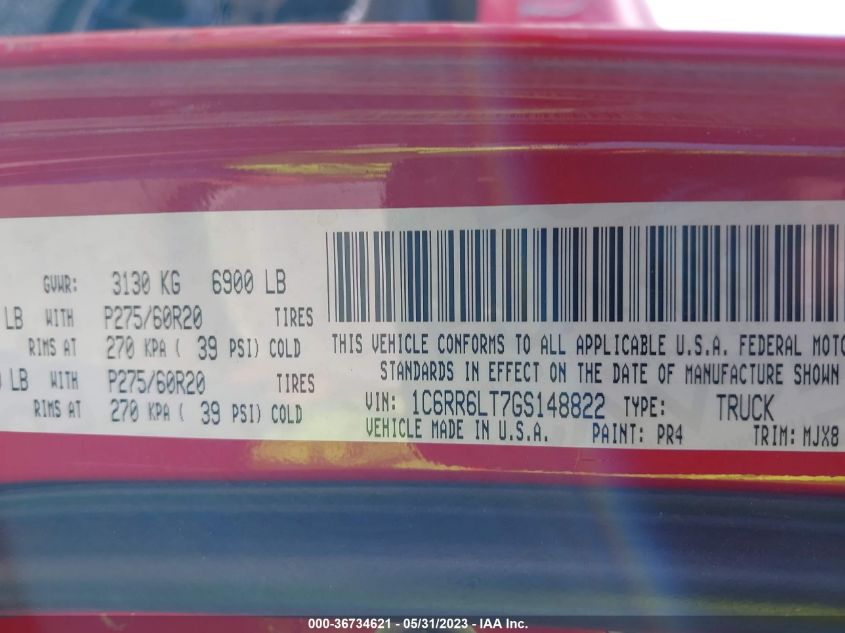 GVWR: 3130 KG 6900 LB
LB WITH P275/60R20 TIRES
RIMS AT 270 KPA ( 39 PSI) COLD
LB WITH P275/60R20 TIRES
RIMS AT 270 KPA ( 39 PSI) COLD
THIS VEHICLE CONFORMS TO ALL APPLICABLE U.S.A. FEDERAL MOTO
STANDARDS IN EFFECT ON THE DATE OF MANUFACTURE SHOWN
VIN: 1C6RR6LT7GS148822 TYPE: TRUCK
VEHICLE MADE IN U.S.A. PAINT: PR4 TRIM: MJX8
000-36734621 - 05/31/2023 - IAA Inc.